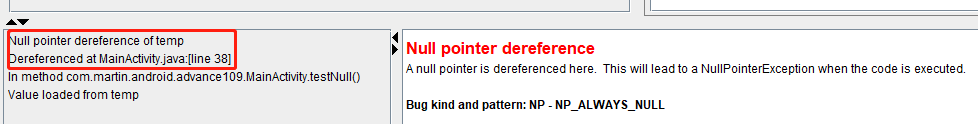 Null pointer dereference of temp
Dereferenced at MainActivity.java:[line 38]
In method com.martin.android.advance109.MainActivity.testNull()
Value loaded from temp
Null pointer dereference
A null pointer is dereferenced here. This will lead to a NullPointerException when the code is executed.
Bug kind and pattern: NP - NP_ALWAYS_NULL